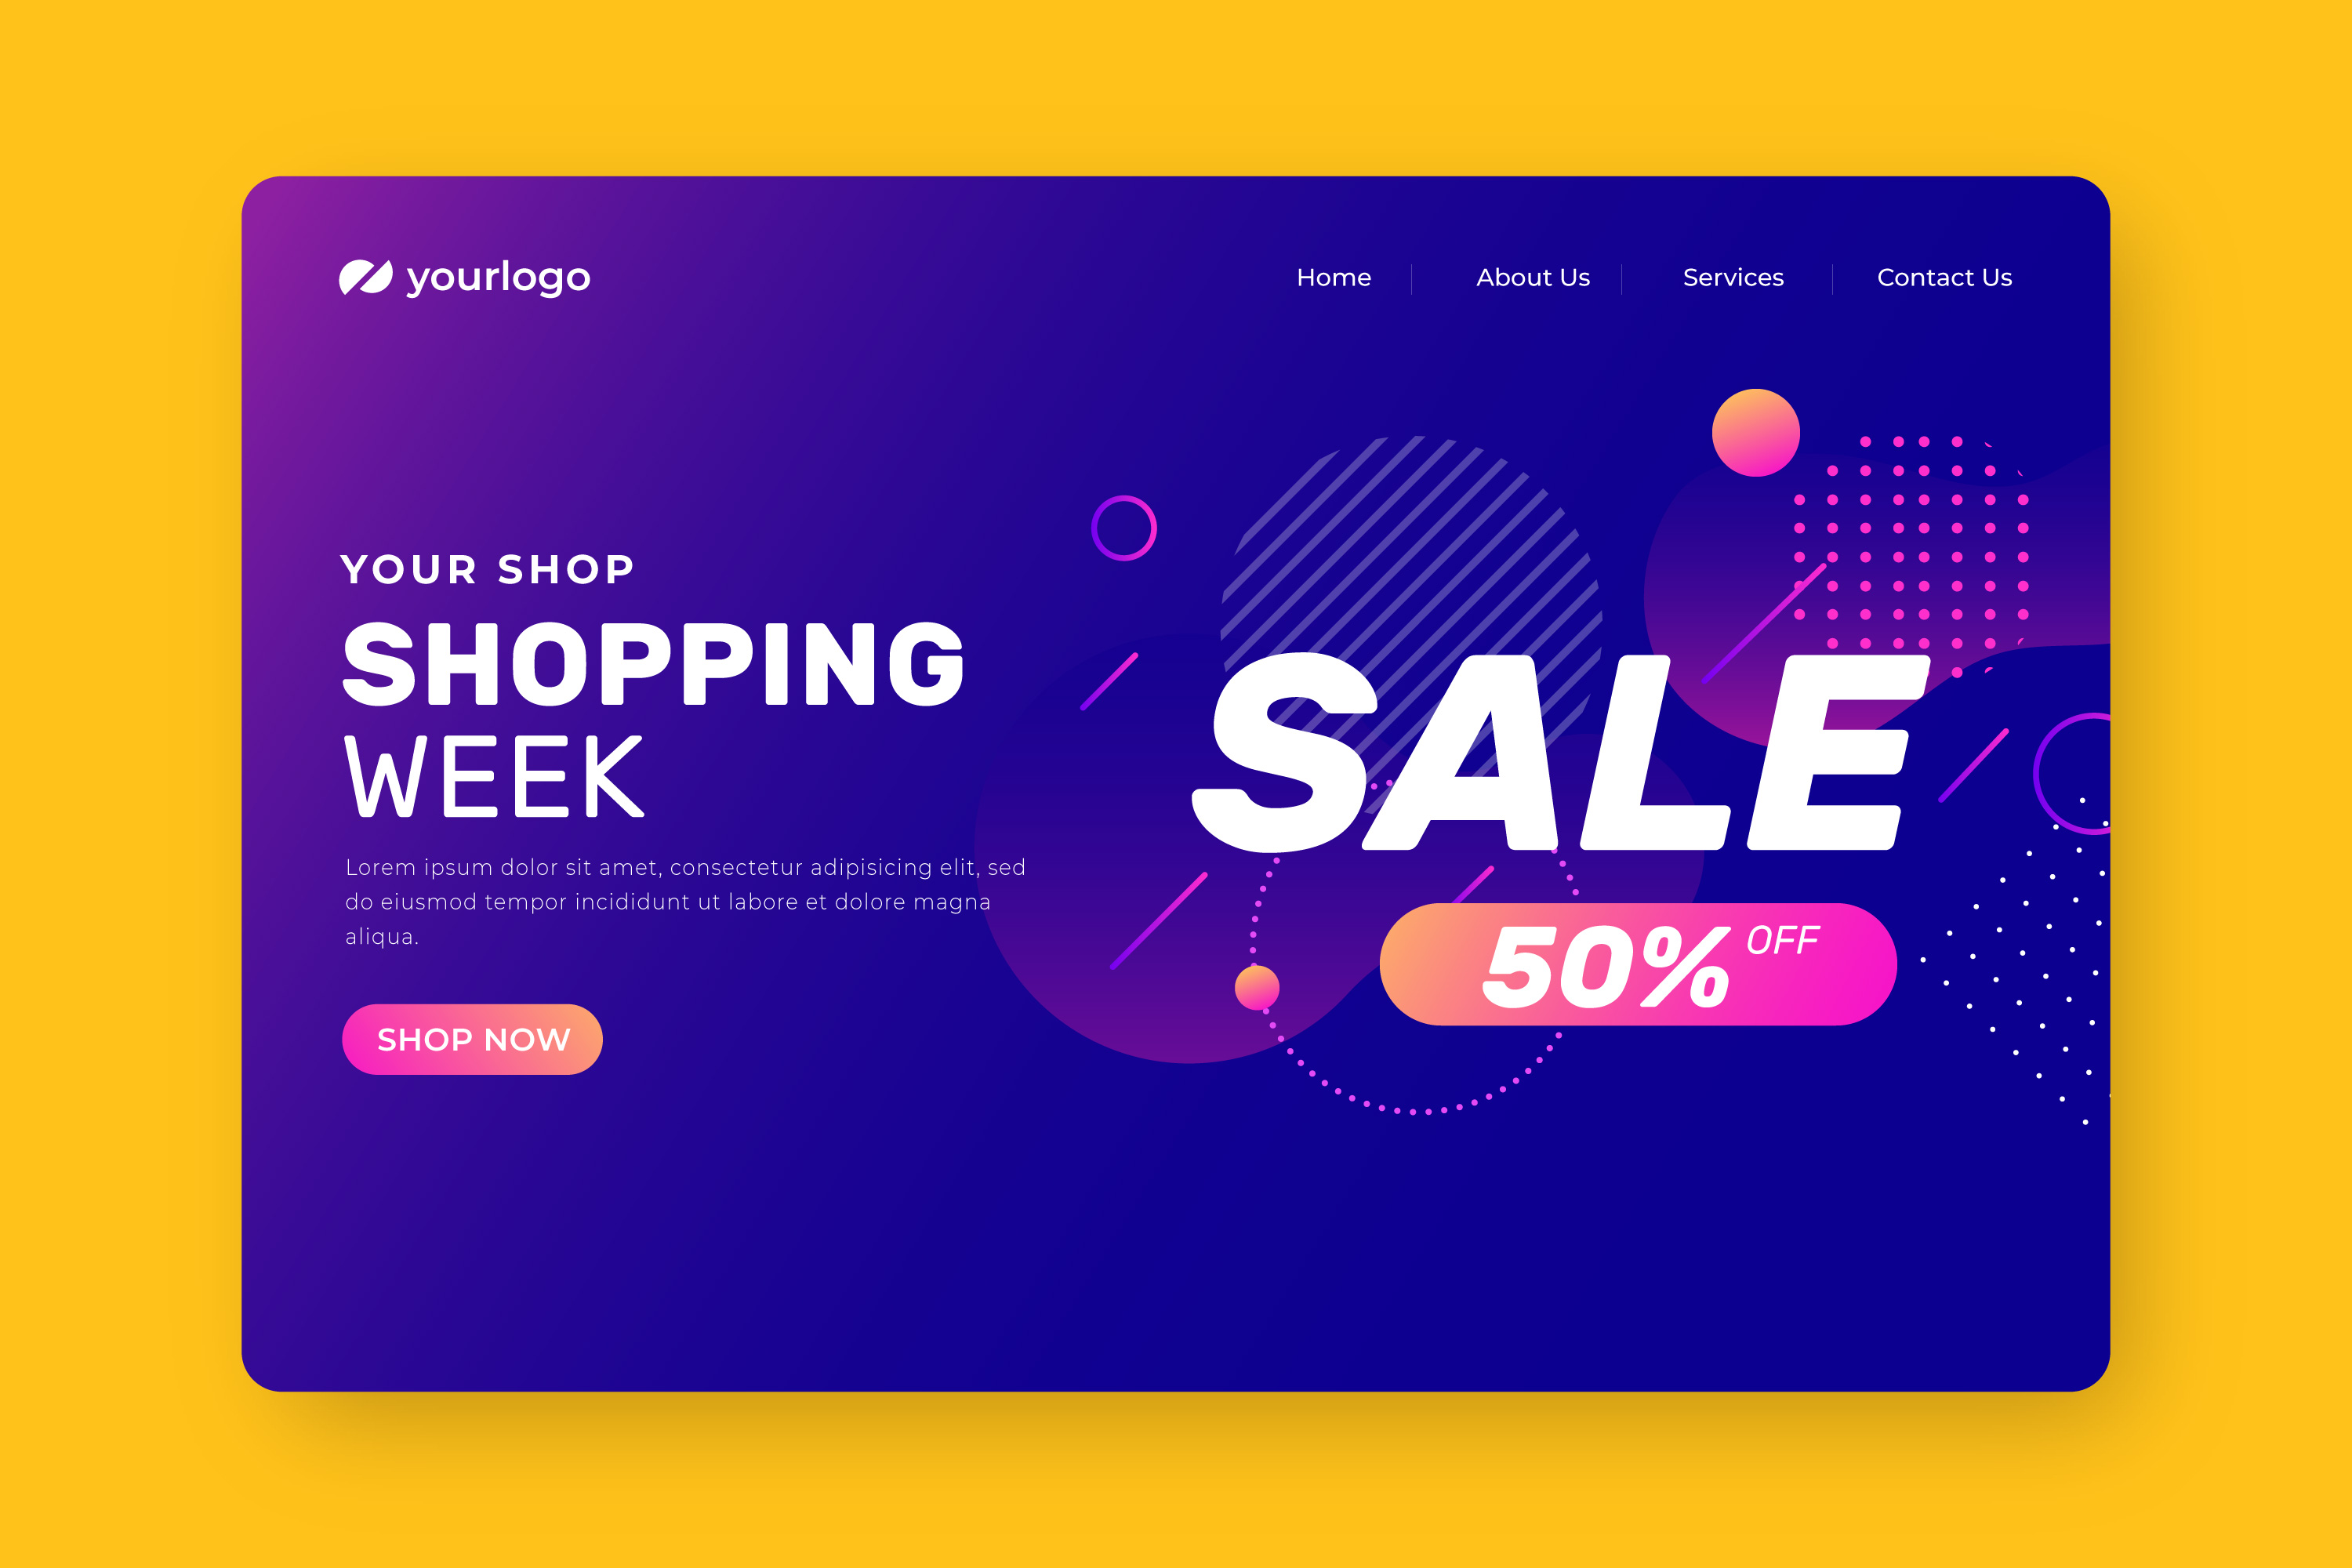 yourlogo
Home About Us Services Contact Us
YOUR SHOP
SHOPPING
WEEK
Lorem ipsum dolor sit amet, consectetur adipisicing elit, sed
do eiusmod tempor incididunt ut labore et dolore magna
aliqua.
SHOP NOW
SALE
50% OFF